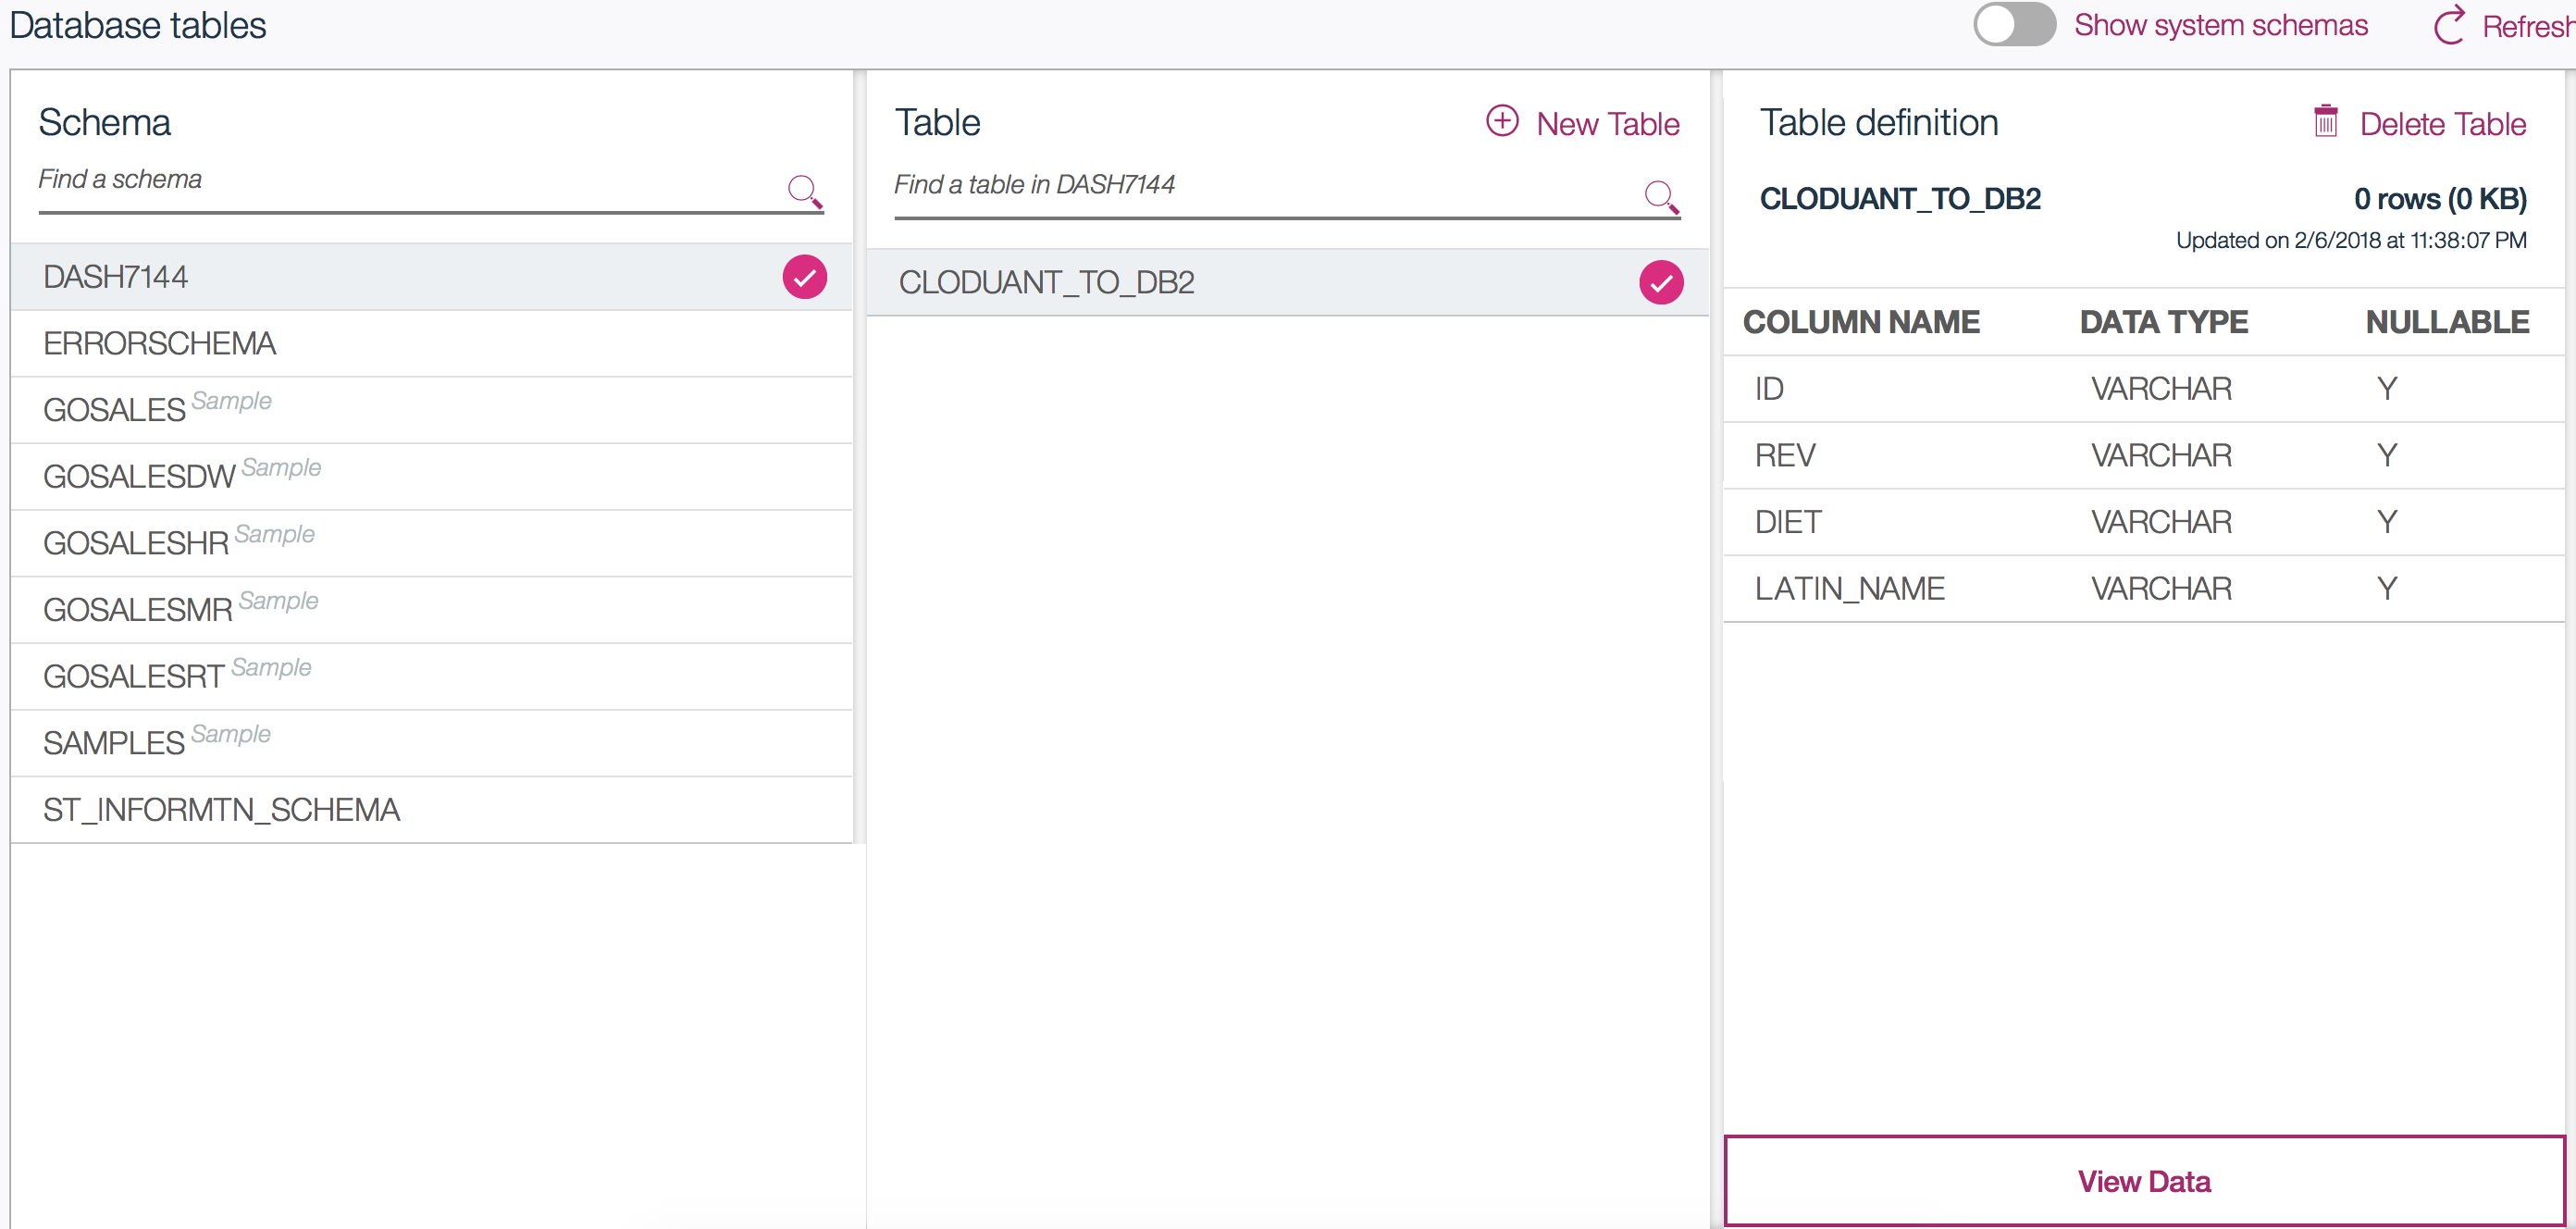 Database tables
Show system schemas
Refresh
Schema
Find a schema
DASH7144
ERRORSCHEMA
GOSALES Sample
GOSALESDW Sample
GOSALESHR Sample
GOSALESMR Sample
GOSALESRT Sample
SAMPLES Sample
ST_INFORMTN_SCHEMA
Table
New Table
Find a table in DASH7144
CLODUANT_TO_DB2
Table definition
Delete Table
CLODUANT_TO_DB2 0 rows (0 KB)
Updated on 2/6/2018 at 11:38:07 PM
COLUMN NAME DATA TYPE NULLABLE
ID VARCHAR Y
REV VARCHAR Y
DIET VARCHAR Y
LATIN_NAME VARCHAR Y
View Data